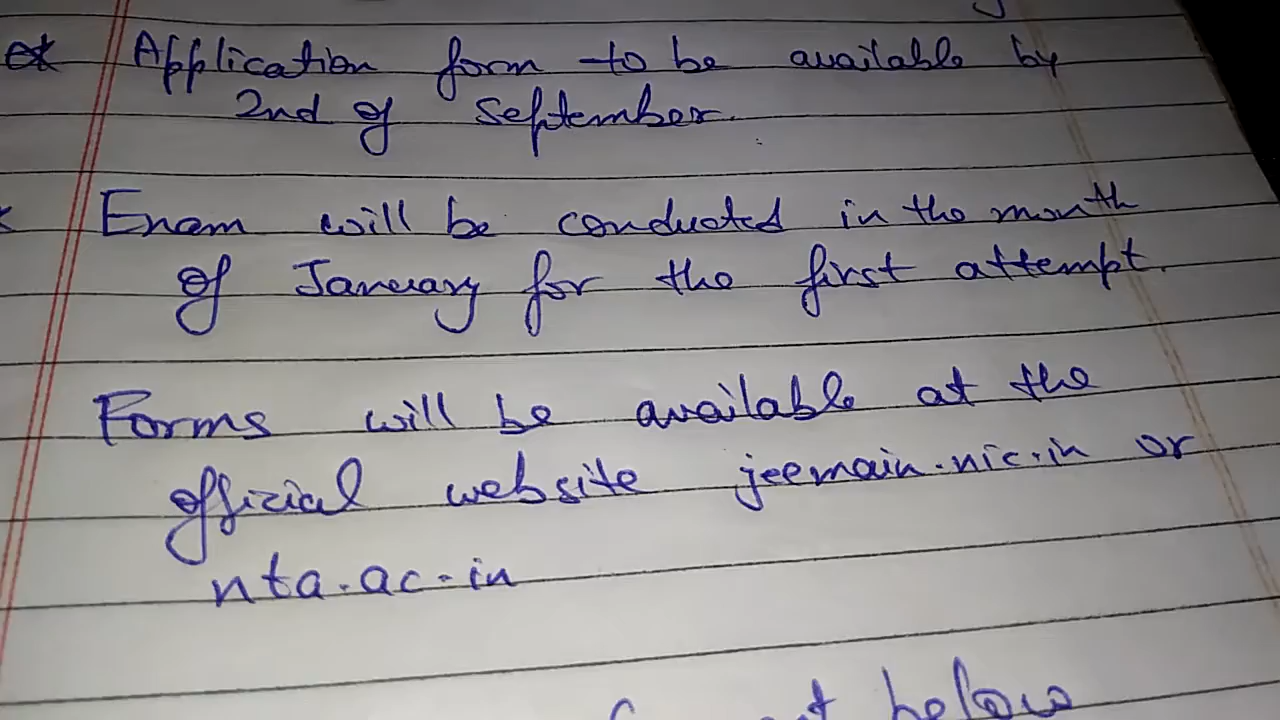 Application form to be available by
2nd of September.
Exam will be conducted in the month
of January for the first attempt.
Forms will be available at the
official website jeemain.nic.in or
nta.ac.in
below